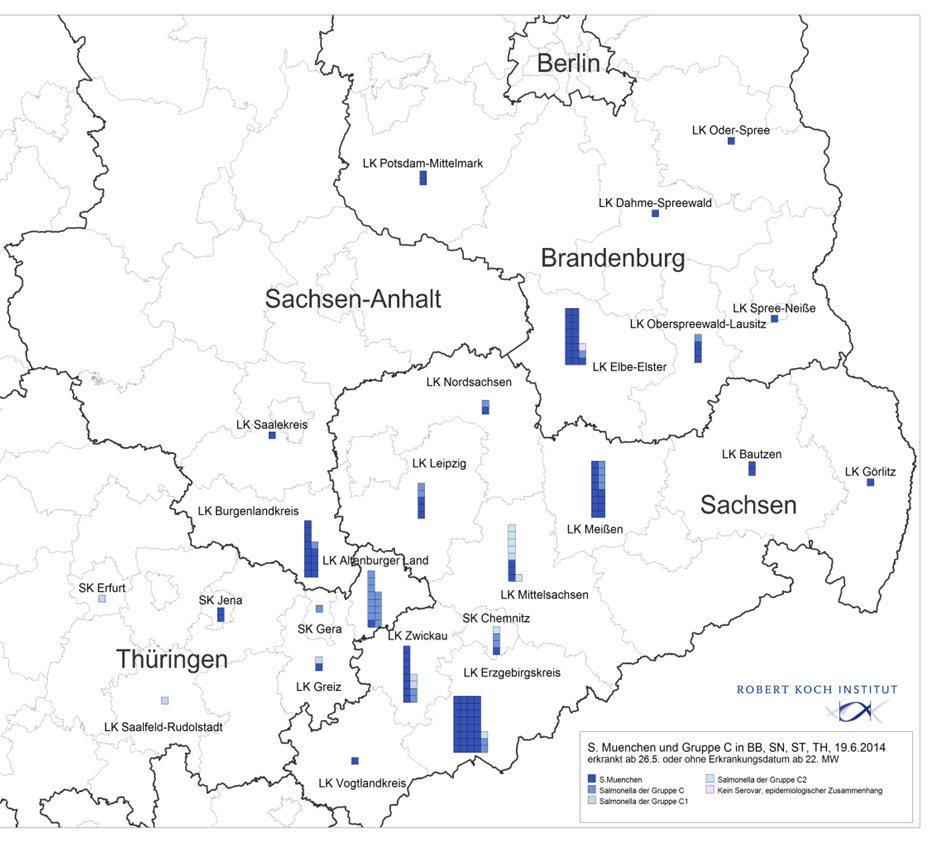 Berlin
LK Oder-Spree
LK Potsdam-Mittelmark
LK Dahme-Spreewald
Brandenburg
Sachsen-Anhalt
LK Spree-Neiße
LK Oberspreewald-Lausitz
LK Elbe-Elster
LK Nordsachsen
LK Saalekreis
LK Bautzen
LK Leipzig
LK Görlitz
Sachsen
LK Burgenlandkreis
LK Meißen
LK Altenburger Land
SK Erfurt
LK Mittelsachsen
SK Jena
SK Chemnitz
SK Gera
LK Zwickau
Thüringen
LK Erzgebirgskreis
LK Greiz
ROBERT KOCH INSTITUT
LK Saalfeld-Rudolstadt
LK Vogtlandkreis
S. Muenchen und Gruppe C in BB, SN, ST, TH, 19.6.2014
erkrankt ab 26.5. oder ohne Erkrankungsdatum ab 22. MW
S.Muenchen
Salmonella der Gruppe C
Salmonella der Gruppe C1
Salmonella der Gruppe C2
Kein Serovar, epidemiologischer Zusammenhang